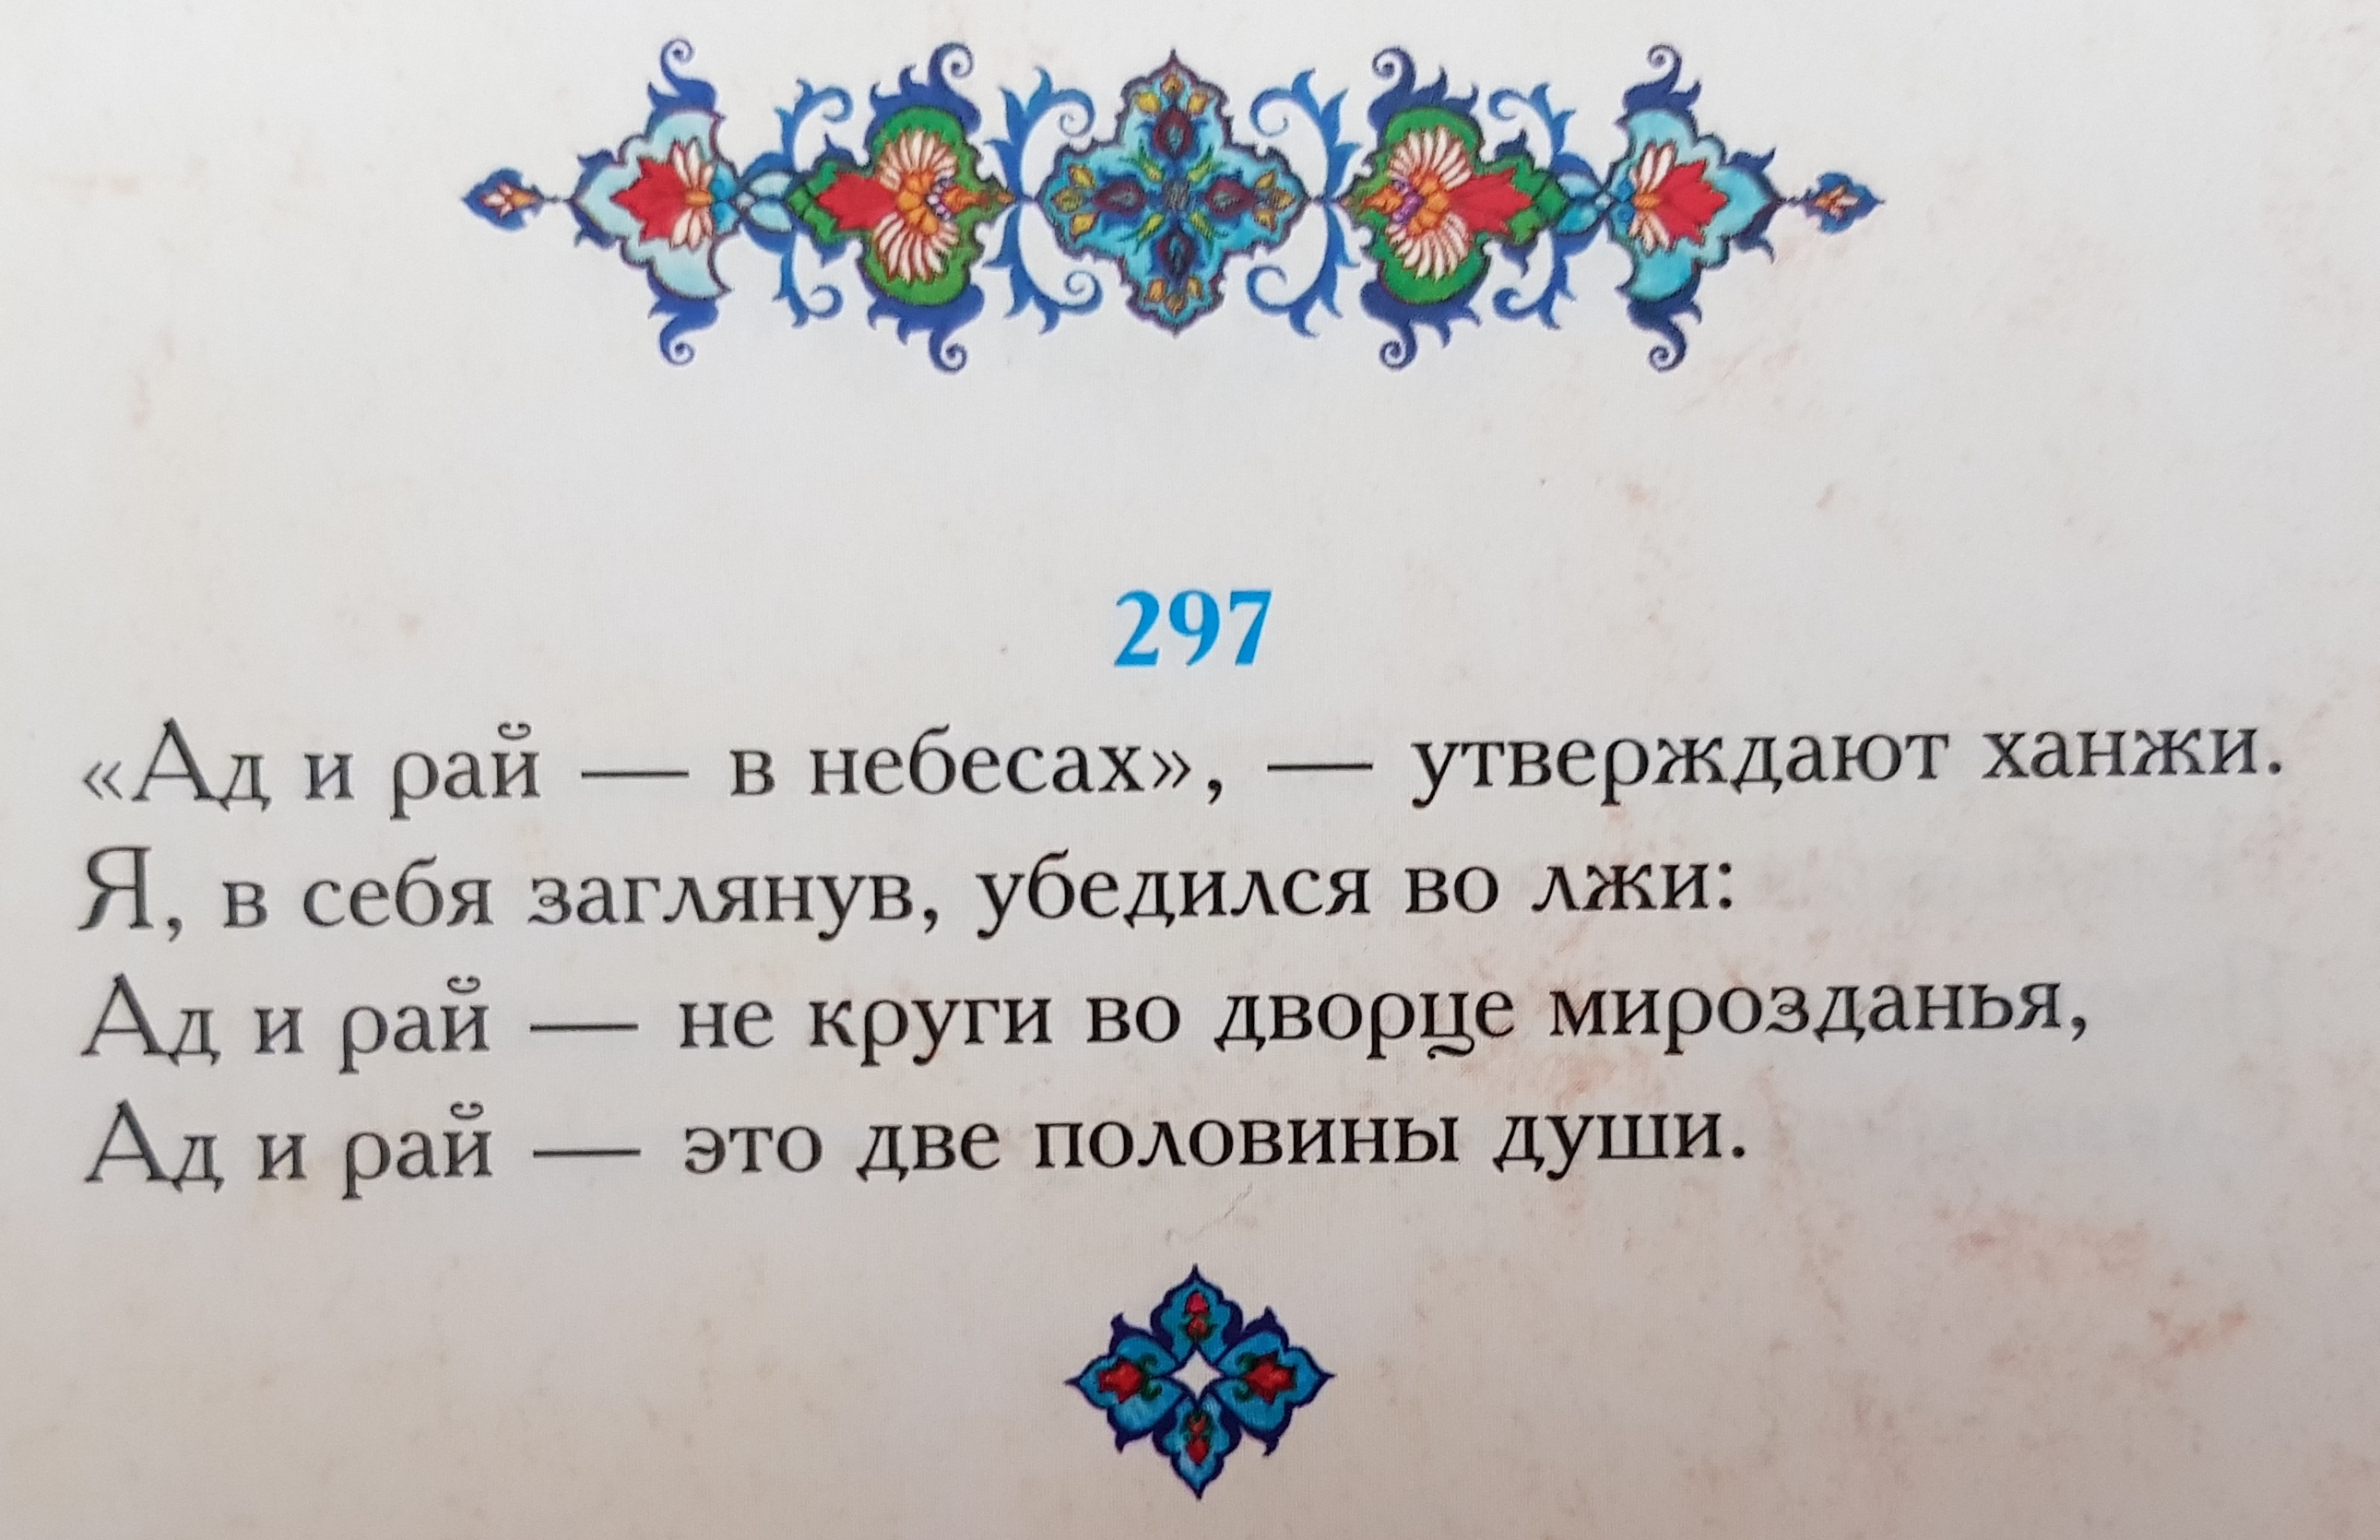 297
«Ад и рай — в небесах», — утверждают ханжи.
Я, в себя заглянув, убедился во лжи:
Ад и рай — не круги во дворце мирозданья,
Ад и рай — это две половины души.